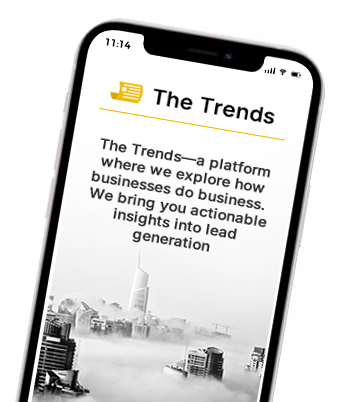 11:14
The Trends
The Trends—a platform
where we explore how
businesses do business.
We bring you actionable
insights into lead
generation